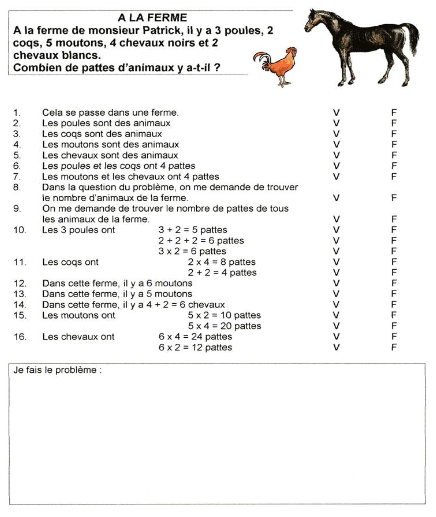 A LA FERME
A la ferme de monsieur Patrick, il y a 3 poules, 2
coqs, 5 moutons, 4 chevaux noirs et 2
chevaux blancs.
Combien de pattes d'animaux y a-t-il ?
1. Cela se passe dans une ferme. V F
2. Les poules sont des animaux V F
3. Les coqs sont des animaux V F
4. Les moutons sont des animaux V F
5. Les chevaux sont des animaux V F
6. Les poules et les coqs ont 4 pattes V F
7. Les moutons et les chevaux ont 4 pattes V F
8. Dans la question du problème, on me demande de trouver
le nombre d'animaux de la ferme. V F
9. On me demande de trouver le nombre de pattes de tous
les animaux de la ferme. V F
10. Les 3 poules ont 3 + 2 = 5 pattes V F
2 + 2 + 2 = 6 pattes V F
3 x 2 = 6 pattes V F
11. Les coqs ont 2 x 4 = 8 pattes V F
2 + 2 = 4 pattes V F
12. Dans cette ferme, il y a 6 moutons V F
13. Dans cette ferme, il y a 5 moutons V F
14. Dans cette ferme, il y a 4 + 2 = 6 chevaux V F
15. Les moutons ont 5 x 2 = 10 pattes V F
5 x 4 = 20 pattes V F
16. Les chevaux ont 6 x 4 = 24 pattes V F
6 x 2 = 12 pattes V F
Je fais le problème :